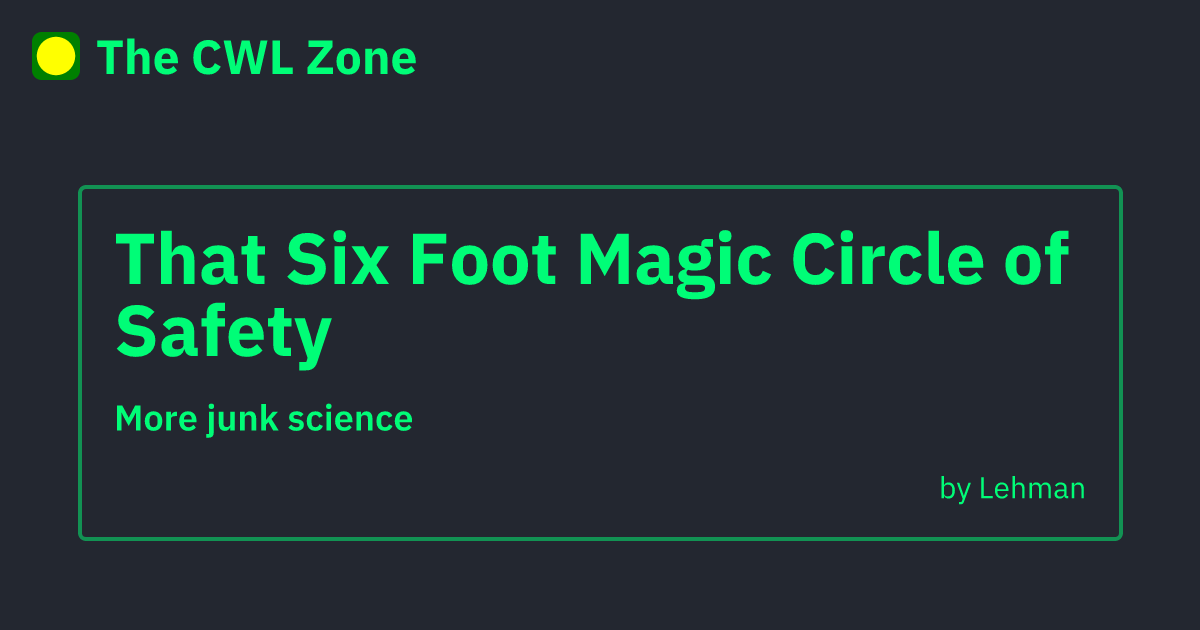 The CWL Zone
That Six Foot Magic Circle of
Safety
More junk science
by Lehman